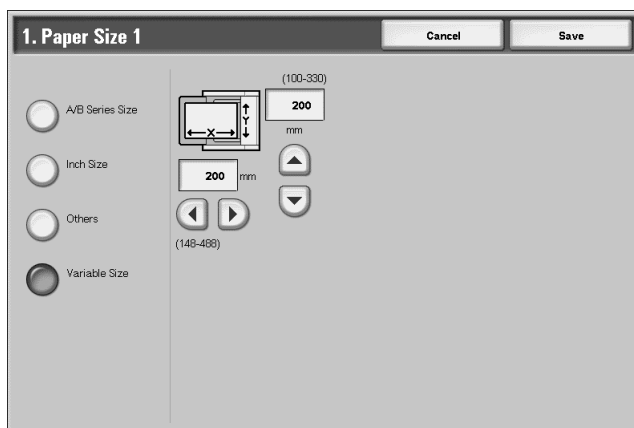 1. Paper Size 1
Cancel
Save
A/B Series Size
Inch Size
Others
Variable Size
(100-330)
200
mm
Y
X
200 mm
(148-488)